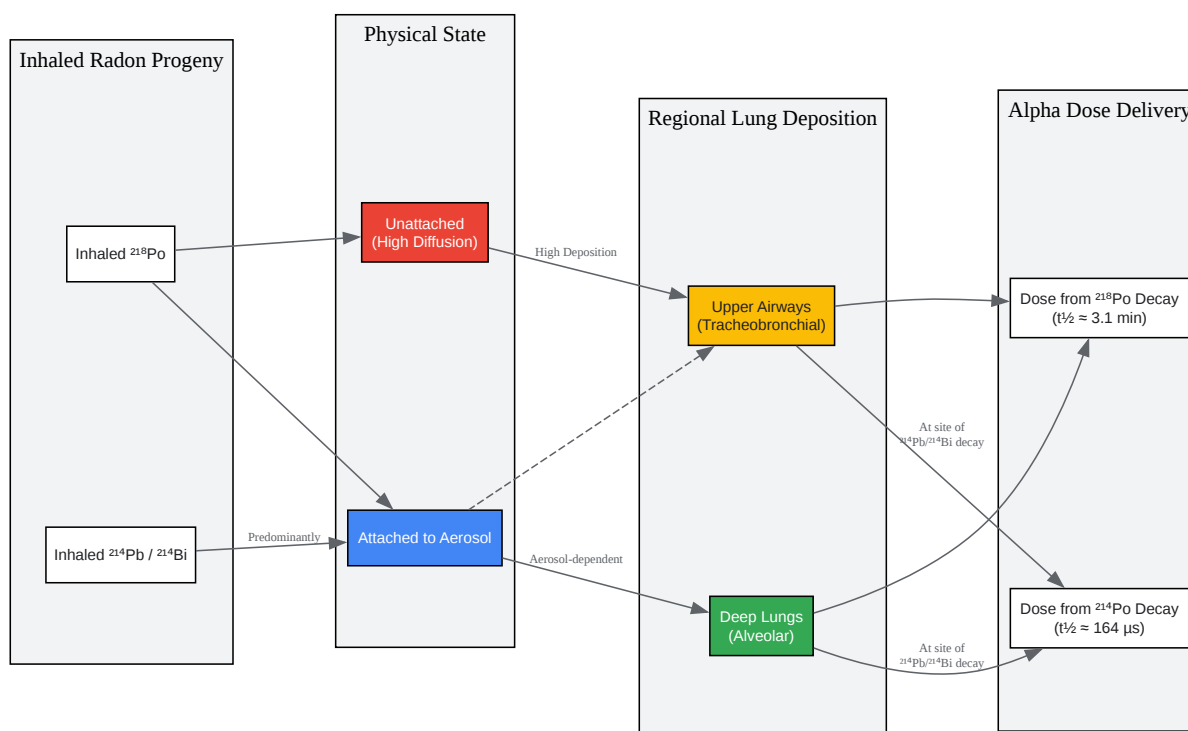 Inhaled Radon Progeny
Inhaled ²¹⁸Po
Inhaled ²¹⁴Pb / ²¹⁴Bi
Predominantly
Physical State
Unattached
(High Diffusion)
Attached to Aerosol
High Deposition
Aerosol-dependent
Regional Lung Deposition
Upper Airways
(Tracheobronchial)
Deep Lungs
(Alveolar)
At site of
²¹⁴Pb/²¹⁴Bi decay
At site of
²¹⁴Pb/²¹⁴Bi decay
Alpha Dose Delivery
Dose from ²¹⁸Po Decay
(t½ ≈ 3.1 min)
Dose from ²¹⁴Po Decay
(t½ ≈ 164 µs)